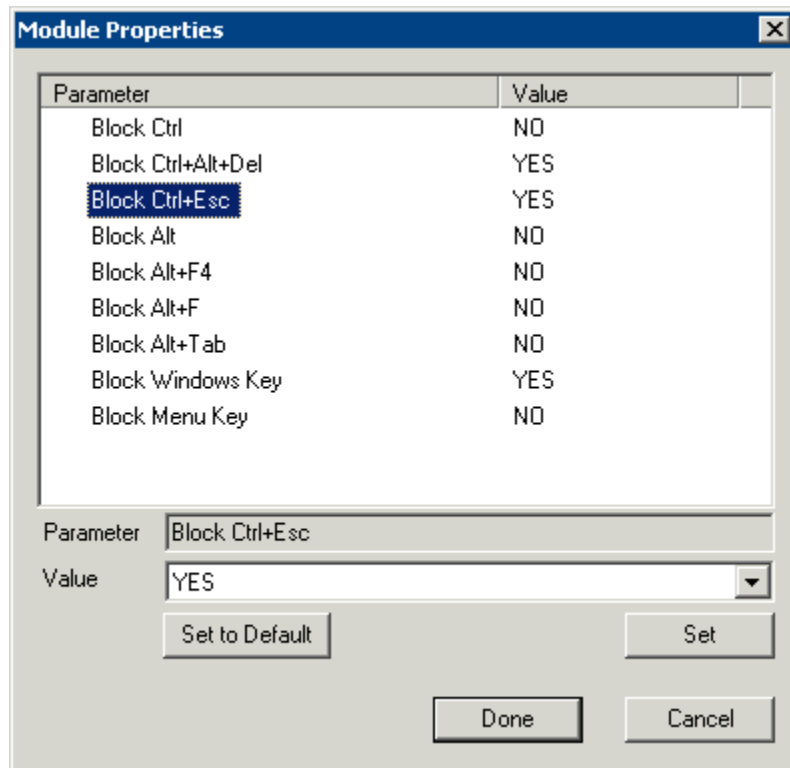 Module Properties
Parameter Value
Block Ctrl NO
Block Ctrl+Alt+Del YES
Block Ctrl+Esc YES
Block Alt NO
Block Alt+F4 NO
Block Alt+F NO
Block Alt+Tab NO
Block Windows Key YES
Block Menu Key NO
Parameter Block Ctrl+Esc
Value YES
Set to Default Set
Done Cancel